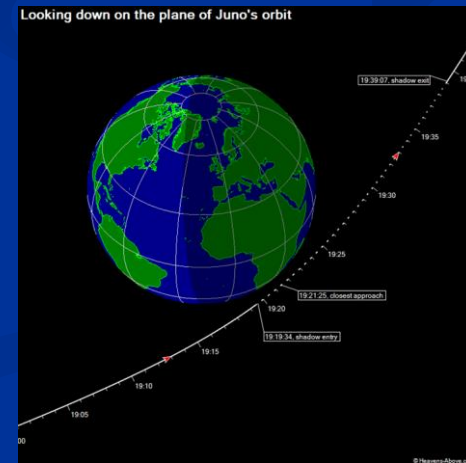 Looking down on the plane of Juno's orbit
19:39:07, shadow exit
19:35
19:30
19:25
19:21:25, closest approach
19:20
19:19:34, shadow entry
19:15
19:10
19:05
00
© Heavens-Above.c